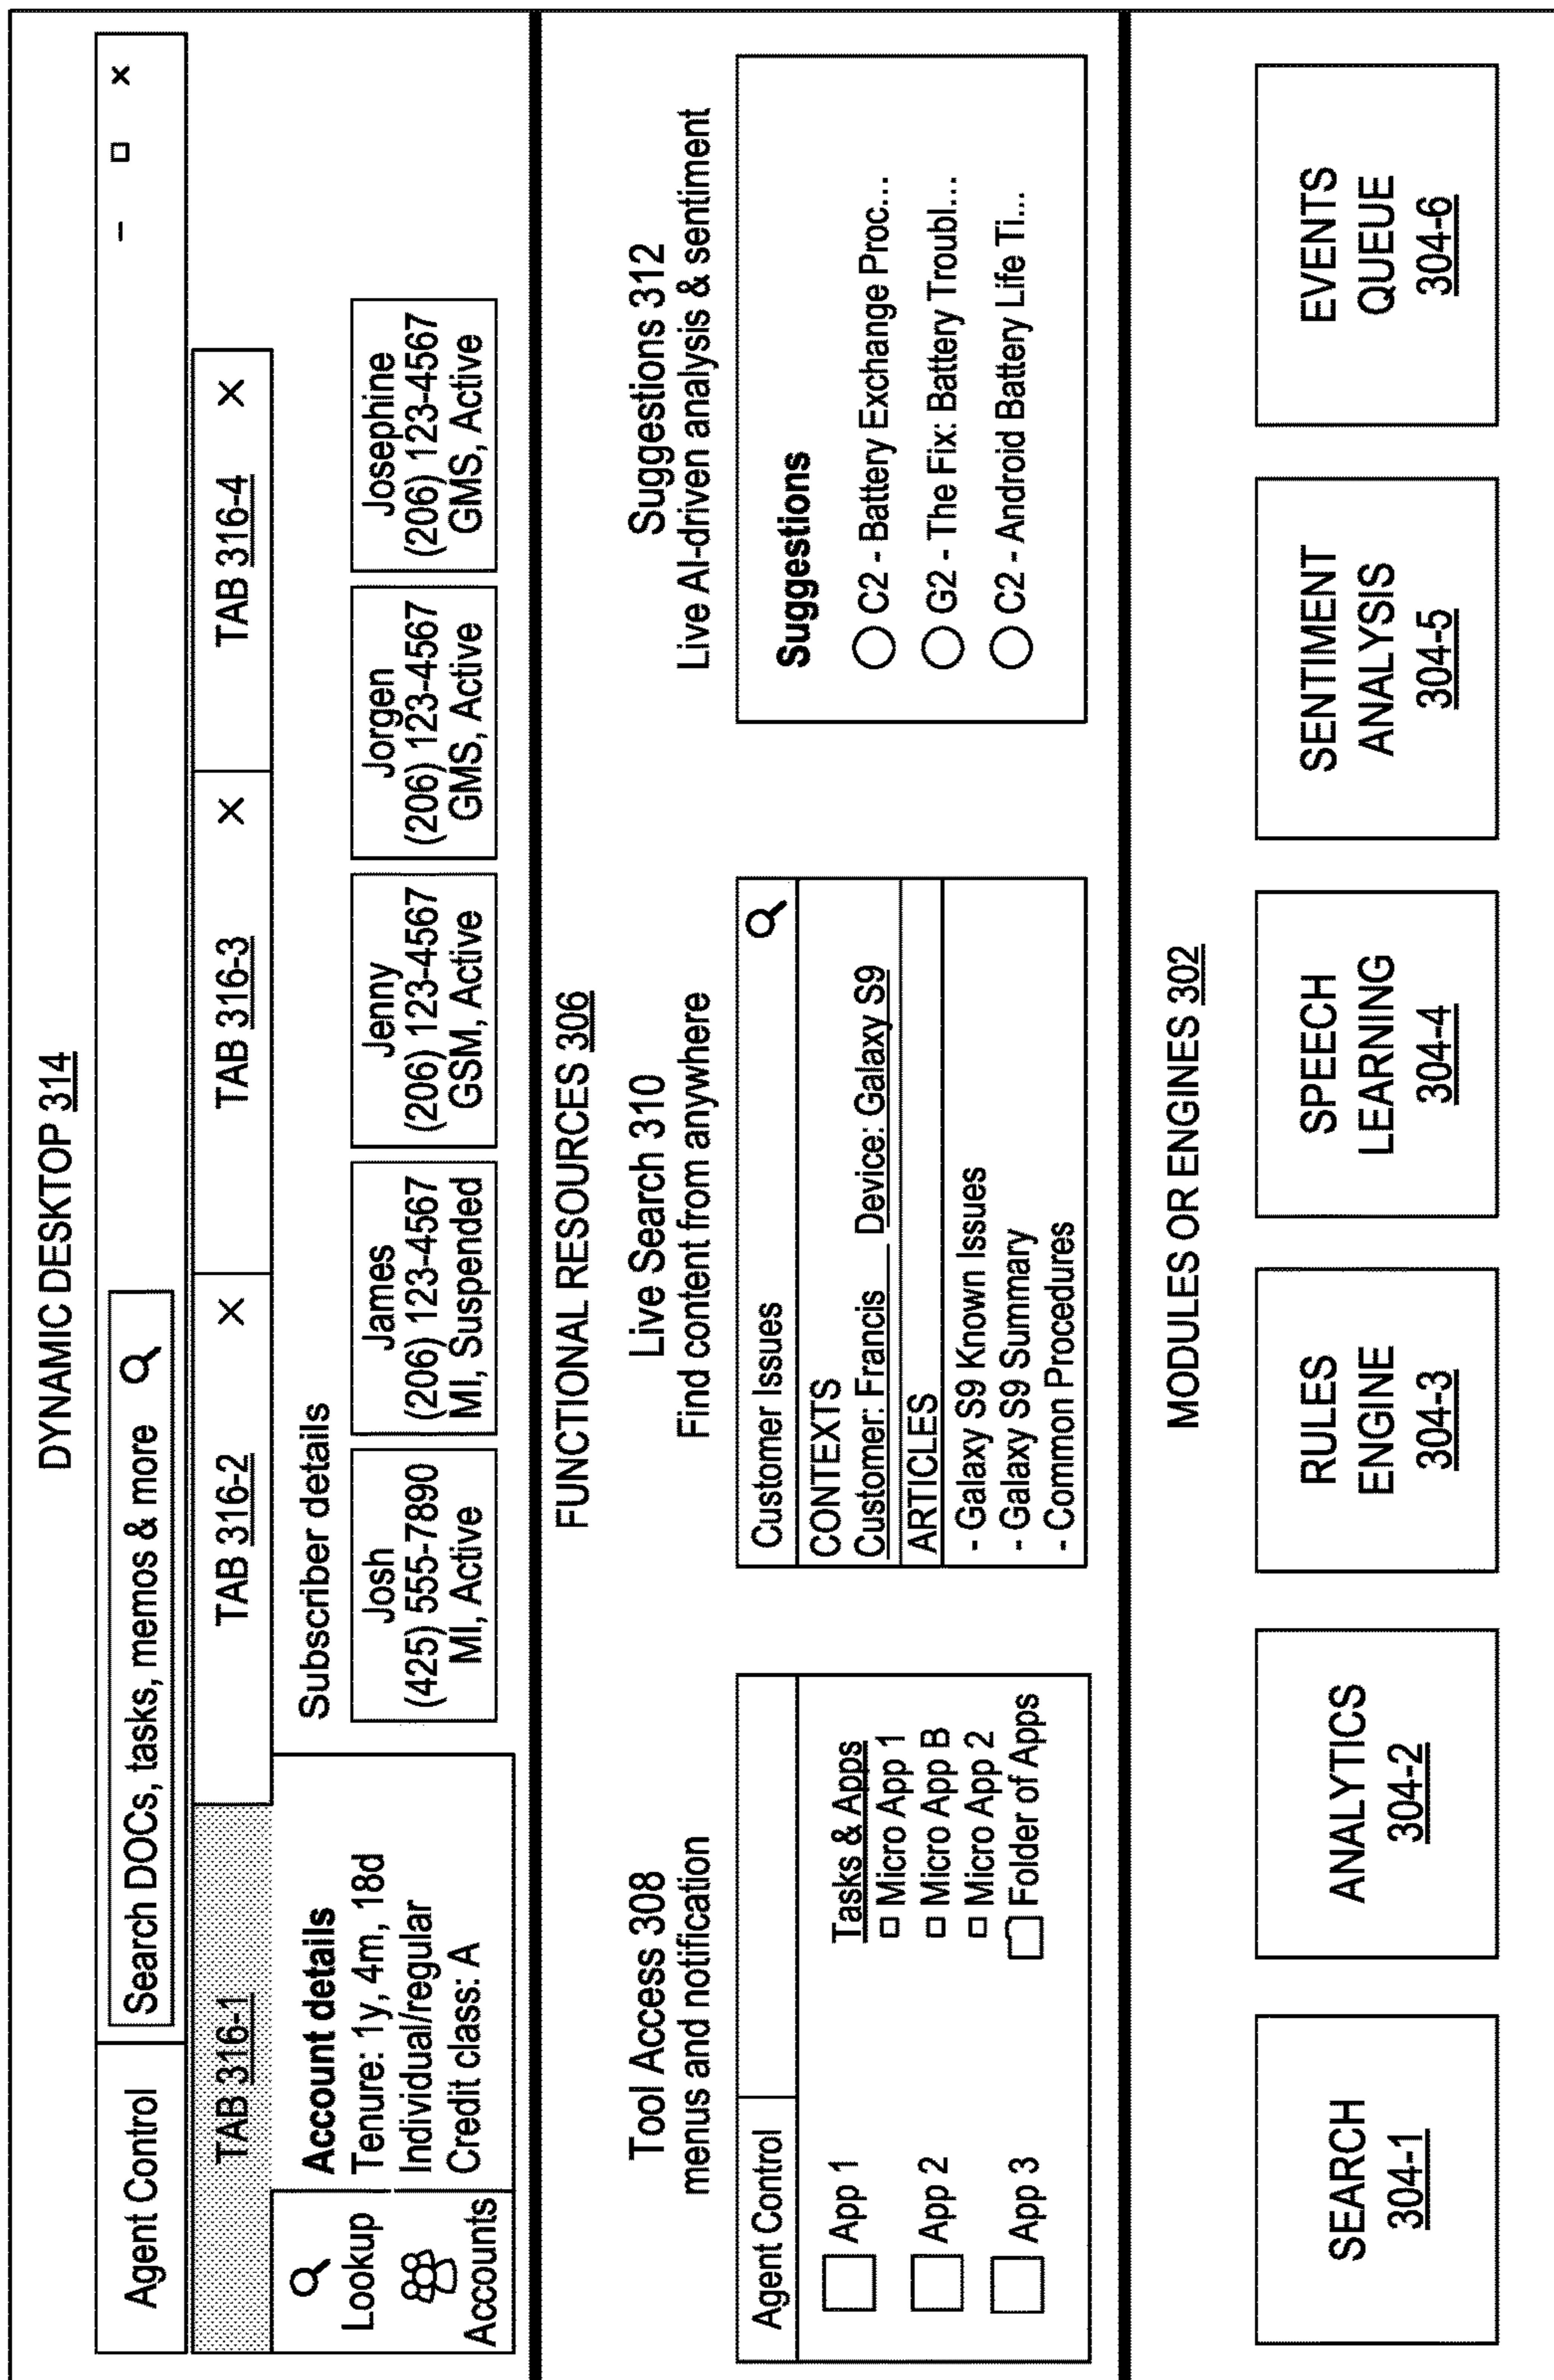 DYNAMIC DESKTOP 314
Agent Control
Search DOCs, tasks, memos & more
TAB 316-1
TAB 316-2
TAB 316-3
TAB 316-4
Lookup
Accounts
Account details
Tenure: 1y, 4m, 18d
Individual/regular
Credit class: A
Subscriber details
Josh
(425) 555-7890
MI, Active
James
(206) 123-4567
MI, Suspended
Jenny
(206) 123-4567
GSM, Active
Jorgen
(206) 123-4567
GMS, Active
Josephine
(206) 123-4567
GMS, Active
FUNCTIONAL RESOURCES 306
Tool Access 308
menus and notification
Agent Control
App 1
App 2
App 3
Tasks & Apps
Micro App 1
Micro App B
Micro App 2
Folder of Apps
Live Search 310
Find content from anywhere
Customer Issues
CONTEXTS
Customer: Francis Device: Galaxy S9
ARTICLES
- Galaxy S9 Known Issues
- Galaxy S9 Summary
- Common Procedures
Suggestions 312
Live AI-driven analysis & sentiment
Suggestions
C2 - Battery Exchange Proc...
G2 - The Fix: Battery Troubl...
C2 - Android Battery Life Ti...
MODULES OR ENGINES 302
SEARCH
304-1
ANALYTICS
304-2
RULES
ENGINE
304-3
SPEECH
LEARNING
304-4
SENTIMENT
ANALYSIS
304-5
EVENTS
QUEUE
304-6